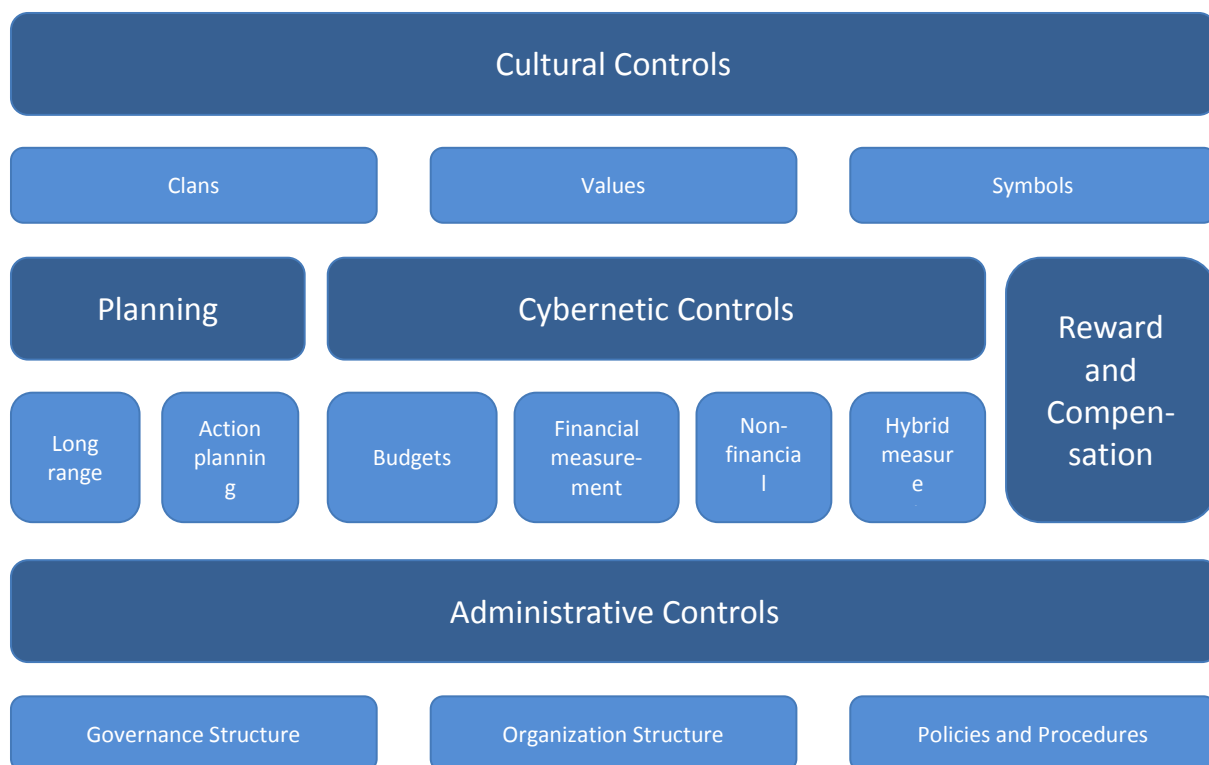 Cultural Controls
Clans
Values
Symbols
Planning
Cybernetic Controls
Reward
and
Compen-
sation
Long
range
Action
plannin
g
Budgets
Financial
measure-
ment
Non-
financia
l
Hybrid
measur
e
Administrative Controls
Governance Structure
Organization Structure
Policies and Procedures